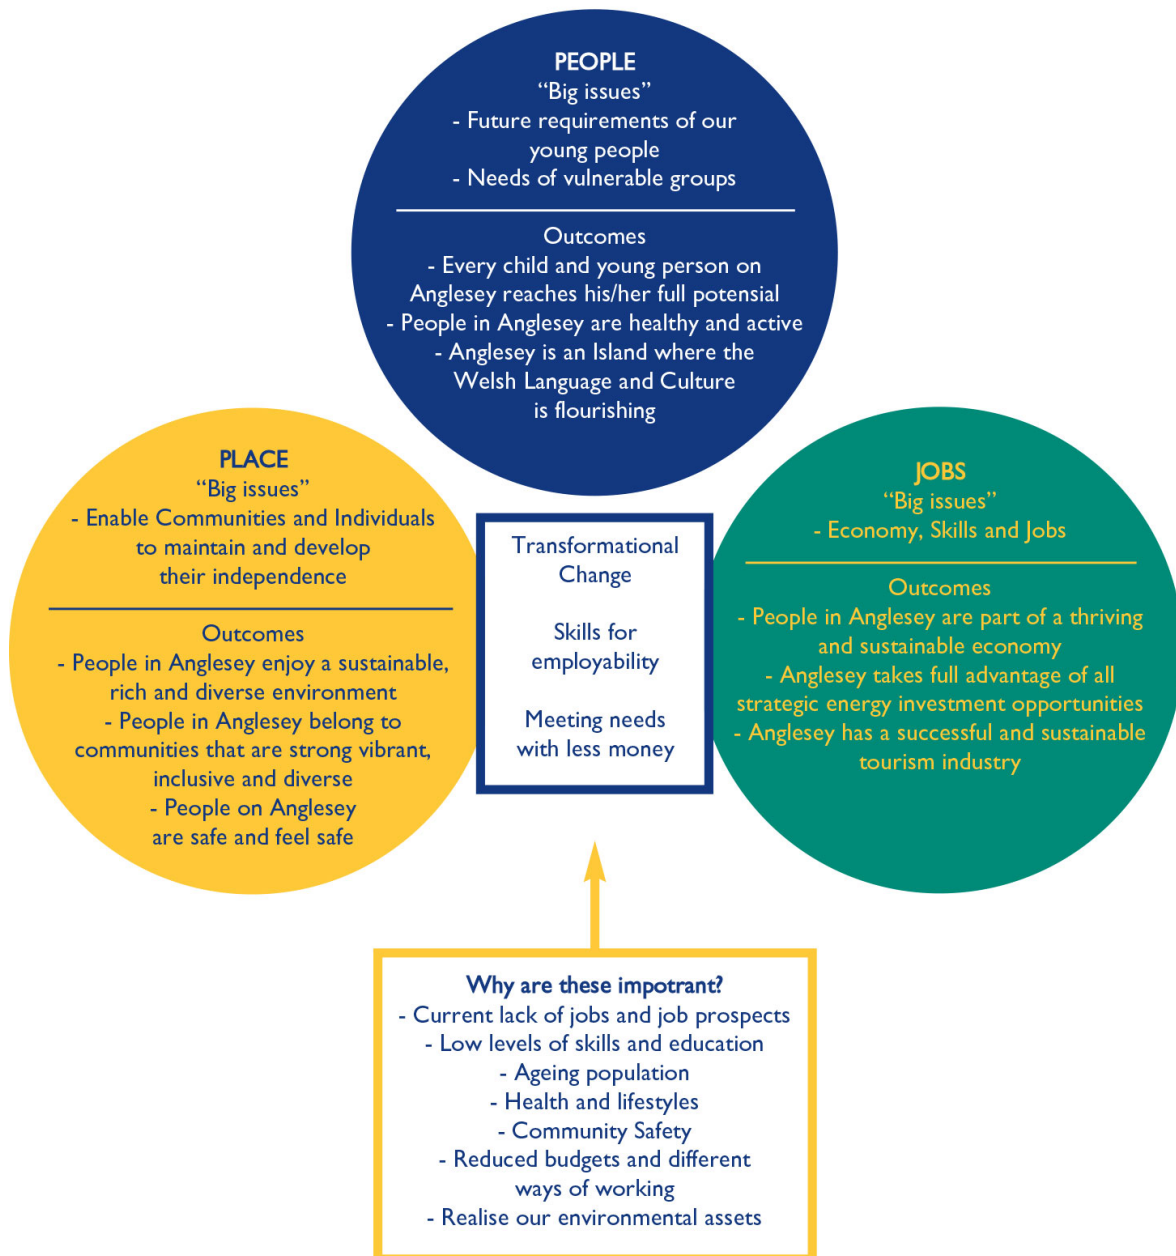 PEOPLE
“Big issues”
- Future requirements of our
young people
- Needs of vulnerable groups
Outcomes
- Every child and young person on
Anglesey reaches his/her full potensial
- People in Anglesey are healthy and active
- Anglesey is an Island where the
Welsh Language and Culture
is flourishing
PLACE
“Big issues”
- Enable Communities and Individuals
to maintain and develop
their independence
Outcomes
- People in Anglesey enjoy a sustainable,
rich and diverse environment
- People in Anglesey belong to
communities that are strong vibrant,
inclusive and diverse
- People on Anglesey
are safe and feel safe
Transformational
Change
Skills for
employability
Meeting needs
with less money
JOBS
“Big issues”
- Economy, Skills and Jobs
Outcomes
- People in Anglesey are part of a thriving
and sustainable economy
- Anglesey takes full advantage of all
strategic energy investment opportunities
- Anglesey has a successful and sustainable
tourism industry
Why are these impotrant?
- Current lack of jobs and job prospects
- Low levels of skills and education
- Ageing population
- Health and lifestyles
- Community Safety
- Reduced budgets and different
ways of working
- Realise our environmental assets